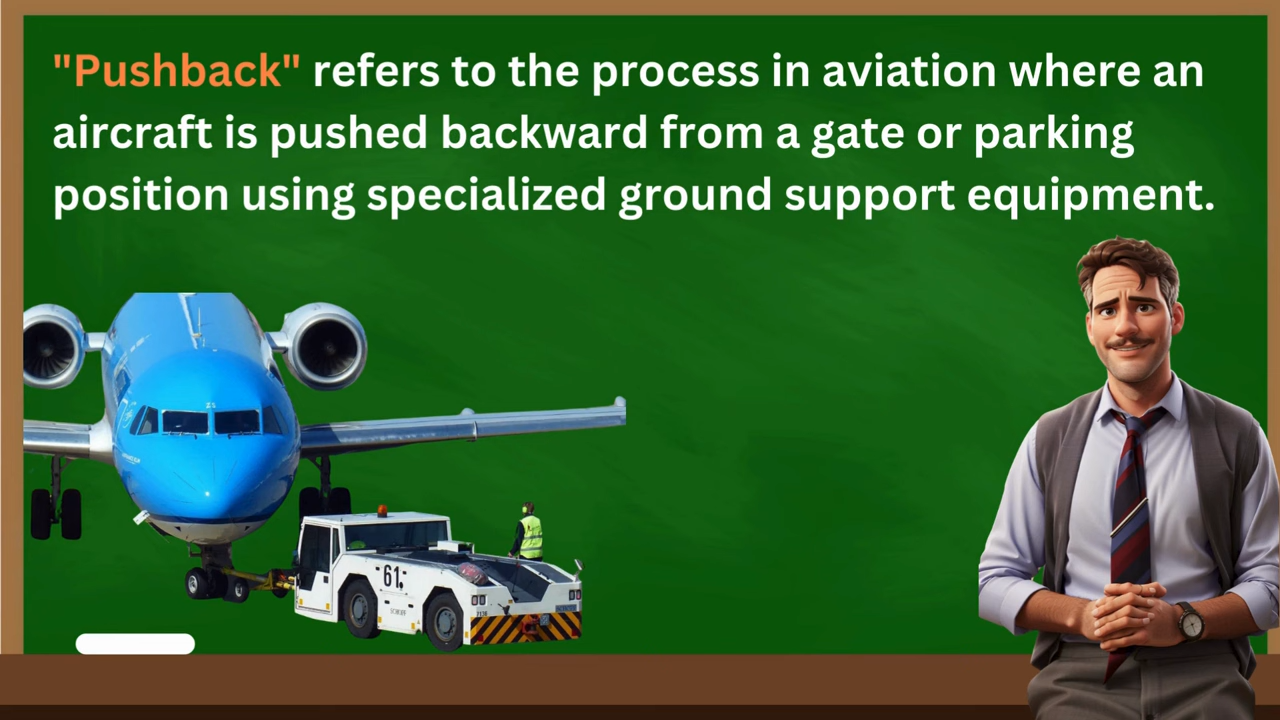 "Pushback" refers to the process in aviation where an
aircraft is pushed backward from a gate or parking
position using specialized ground support equipment.
61